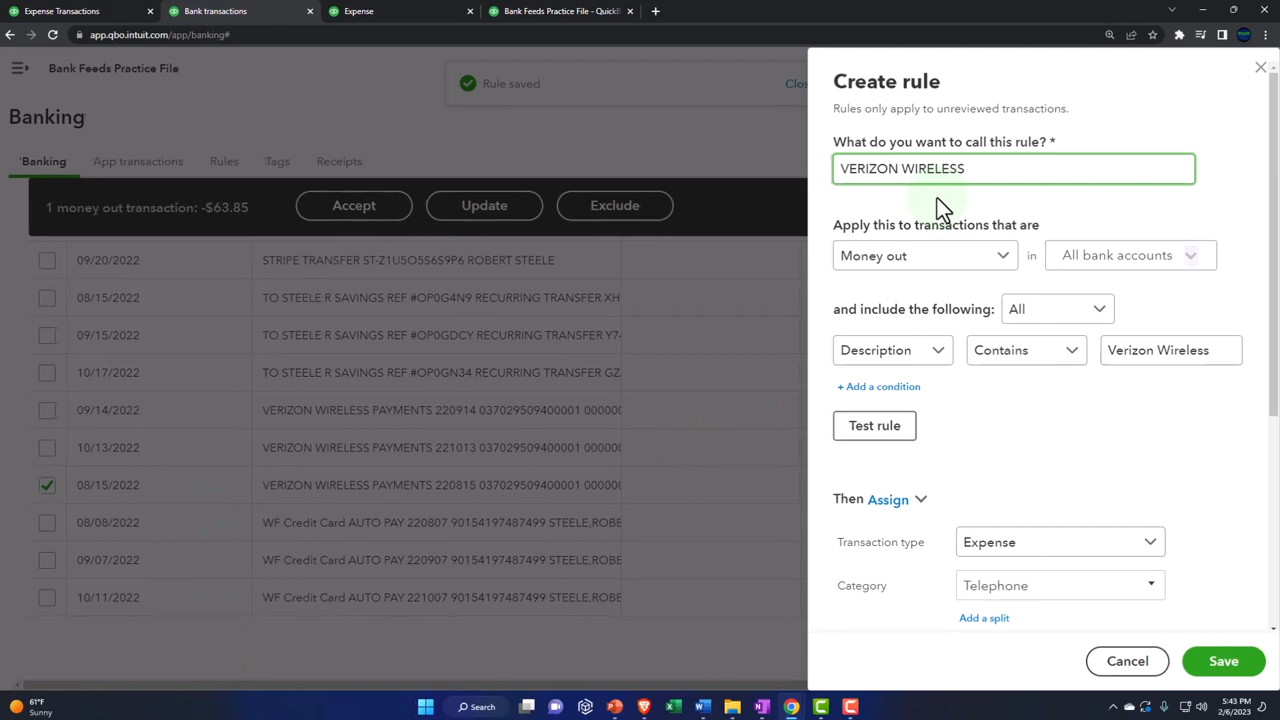 Banking
Banking Transactions
Expense
Bank Feeds Practice File - QuickB
app.qbo.intuit.com/app/banking#
Bank Feeds Practice File
Rule saved
Clos
Banking
Banking
App transactions
Rules
Tags
Receipts
1 money out transaction: -$63.85
Accept
Update
Exclude
09/20/2022 STRIPE TRANSFER ST-Z1U5O5S6S9P6 ROBERT STEELE
08/15/2022 TO STEELE R SAVINGS REF #OP0G4N9 RECURRING TRANSFER XH
09/15/2022 TO STEELE R SAVINGS REF #OP0GDCY RECURRING TRANSFER Y74
10/17/2022 TO STEELE R SAVINGS REF #OP0GN34 RECURRING TRANSFER GZ
09/14/2022 VERIZON WIRELESS PAYMENTS 220914 037029509400001 000000
10/13/2022 VERIZON WIRELESS PAYMENTS 221013 037029509400001 000000
08/15/2022 VERIZON WIRELESS PAYMENTS 220815 037029509400001 000000
08/08/2022 WF Credit Card AUTO PAY 220807 90154197487499 STEELE,ROBE
09/07/2022 WF Credit Card AUTO PAY 220907 90154197487499 STEELE,ROBE
10/11/2022 WF Credit Card AUTO PAY 221007 90154197487499 STEELE,ROBE
Create rule
Rules only apply to unreviewed transactions.
What do you want to call this rule? *
VERIZON WIRELESS
Apply this to transactions that are
Money out in All bank accounts
and include the following: All
Description Contains Verizon Wireless
+ Add a condition
Test rule
Then Assign
Transaction type Expense
Category Telephone
Add a split
Cancel Save
61°F
Sunny
Search
5:43 PM
2/6/2023